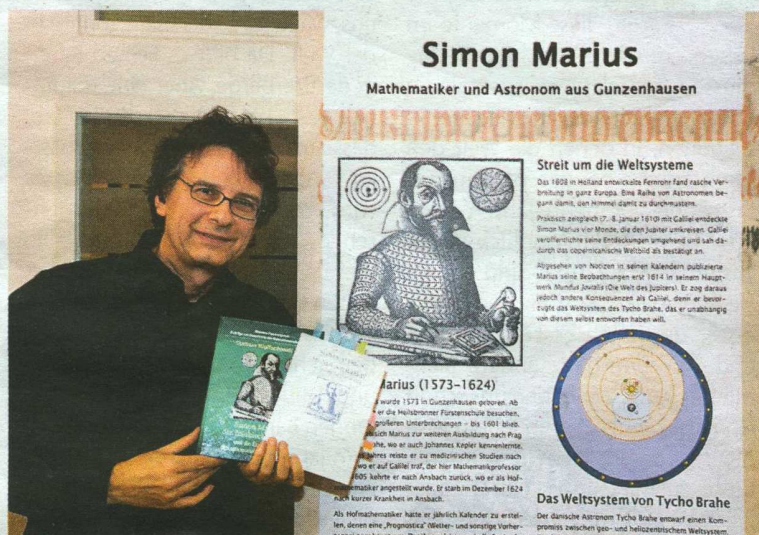 Simon Marius
Mathematiker und Astronom aus Gunzenhausen
Streit um die Weltsysteme
Das 1608 in Holland entwickelte Fernrohr fand rasche Ver-
breitung in ganz Europa. Eine Reihe von Astronomen be-
gann damit, den Himmel damit zu durchmustern.
Praktisch zeitgleich (7.-8. Januar 1610) mit Galilei entdeckte
Simon Marius vier Monde, die den Jupiter umkreisen. Galilei
veröffentlichte seine Entdeckungen umgehend und sah da-
durch das copernicanische Weltbild als bestätigt an.
Abgesehen von Notizen in seinen Kalendern publizierte
Marius seine Beobachtungen erst 1614 in seinem Haupt-
werk Mundus Jovialis (Die Welt des Jupiters). Er zog daraus
jedoch andere Konsequenzen als Galilei, denn er bevor-
zugte das Weltsystem des Tycho Brahe, das er unabhängig
von diesem selbst entworfen haben will.
Marius (1573–1624)
wurde 1573 in Gunzenhausen geboren. Ab
er die Heilsbronner Fürstenschule besuchen,
größeren Unterbrechungen – bis 1601 blieb.
sich Marius zur weiteren Ausbildung nach Prag
wo er auch Johannes Kepler kennenlernte.
Jahres reiste er zu medizinischen Studien nach
wo er auf Galilei traf, der hier Mathematikprofessor
1605 kehrte er nach Ansbach zurück, wo er als Hof-
mathematiker angestellt wurde. Er starb im Dezember 1624
nach kurzer Krankheit in Ansbach.
Als Hofmathematiker hatte er jährlich Kalender zu erstel-
len, denen eine „Prognostica" (Wetter- und sonstige Vorher-
Das Weltsystem von Tycho Brahe
Der dänische Astronom Tycho Brahe entwarf einen Kom-
promiss zwischen geo- und heliozentrischem Weltsystem.